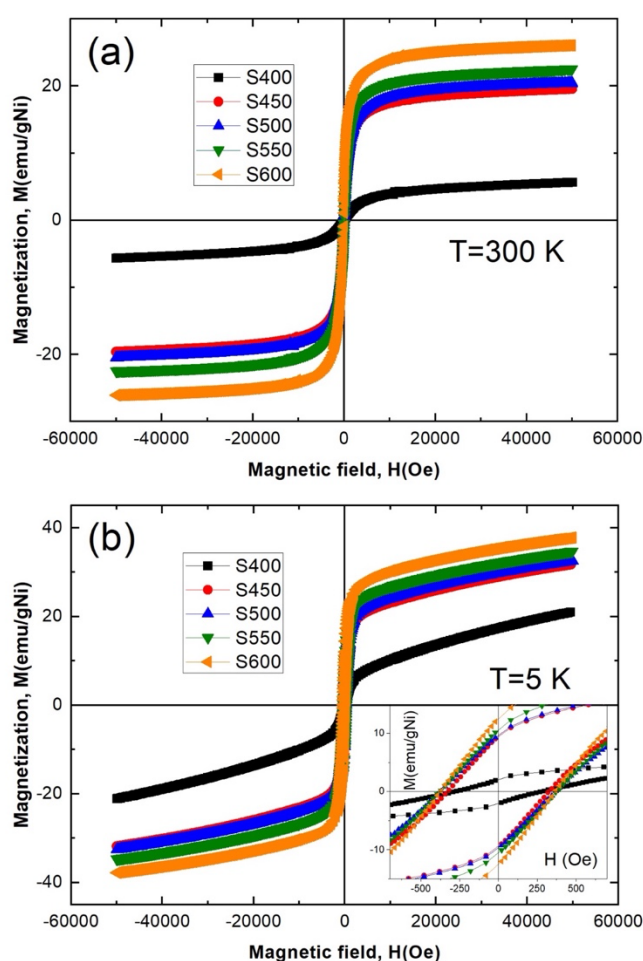 (a)
S400
S450
S500
S550
S600
T=300 K
20
0
-20
Magnetization, M(emu/gNi)
-60000 -40000 -20000 0 20000 40000 60000
Magnetic field, H(Oe)
(b)
S400
S450
S500
S550
S600
T=5 K
40
20
0
-20
-40
Magnetization, M(emu/gNi)
M(emu/gNi)
10
0
-10
H (Oe)
-500 -250 0 250 500
-60000 -40000 -20000 0 20000 40000 60000
Magnetic field, H(Oe)